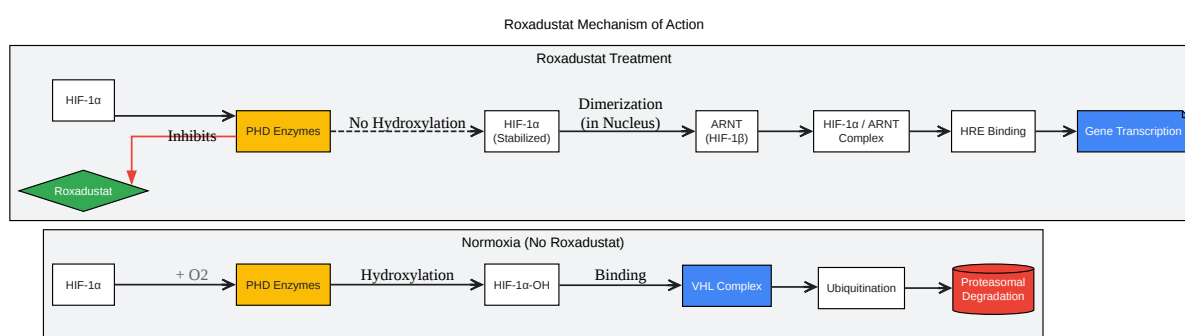 Roxadustat Mechanism of Action
Roxadustat Treatment
HIF-1α
Inhibits
Roxadustat
PHD Enzymes
No Hydroxylation
HIF-1α
(Stabilized)
Dimerization
(in Nucleus)
ARNT
(HIF-1β)
HIF-1α / ARNT
Complex
HRE Binding
Gene Transcription
Normoxia (No Roxadustat)
HIF-1α
+ O2
PHD Enzymes
Hydroxylation
HIF-1α-OH
Binding
VHL Complex
Ubiquitination
Proteasomal
Degradation